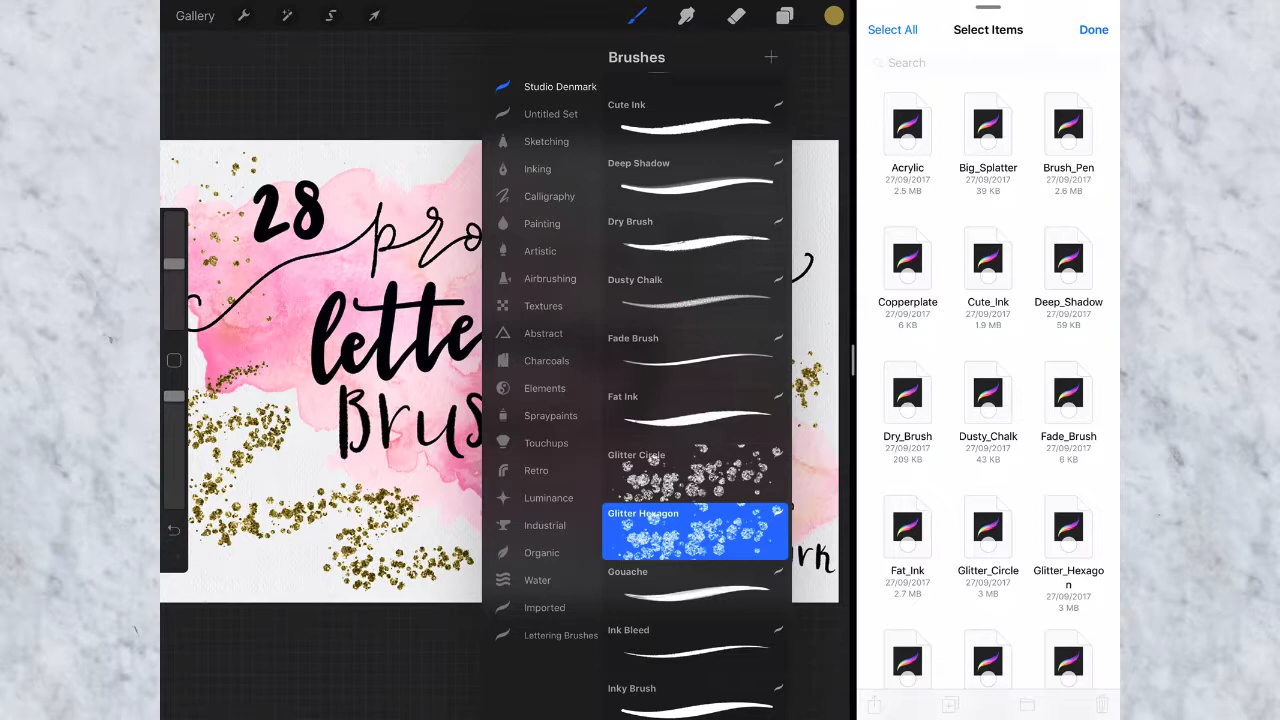 Gallery
Brushes
Studio Denmark
Untitled Set
Sketching
Inking
Calligraphy
Painting
Artistic
Airbrushing
Textures
Abstract
Charcoals
Elements
Spraypaints
Touchups
Retro
Luminance
Industrial
Organic
Water
Imported
Lettering Brushes
Cute Ink
Deep Shadow
Dry Brush
Dusty Chalk
Fade Brush
Fat Ink
Glitter Circle
Glitter Hexagon
Gouache
Ink Bleed
Inky Brush
28 pro
lette
Brus
ark
Select All
Select Items
Done
Search
Acrylic
27/09/2017
2.5 MB
Big_Splatter
27/09/2017
39 KB
Brush_Pen
27/09/2017
2.6 MB
Copperplate
27/09/2017
6 KB
Cute_Ink
27/09/2017
1.9 MB
Deep_Shadow
27/09/2017
59 KB
Dry_Brush
27/09/2017
209 KB
Dusty_Chalk
27/09/2017
43 KB
Fade_Brush
27/09/2017
6 KB
Fat_Ink
27/09/2017
2.7 MB
Glitter_Circle
27/09/2017
3 MB
Glitter_Hexago
n
27/09/2017
3 MB